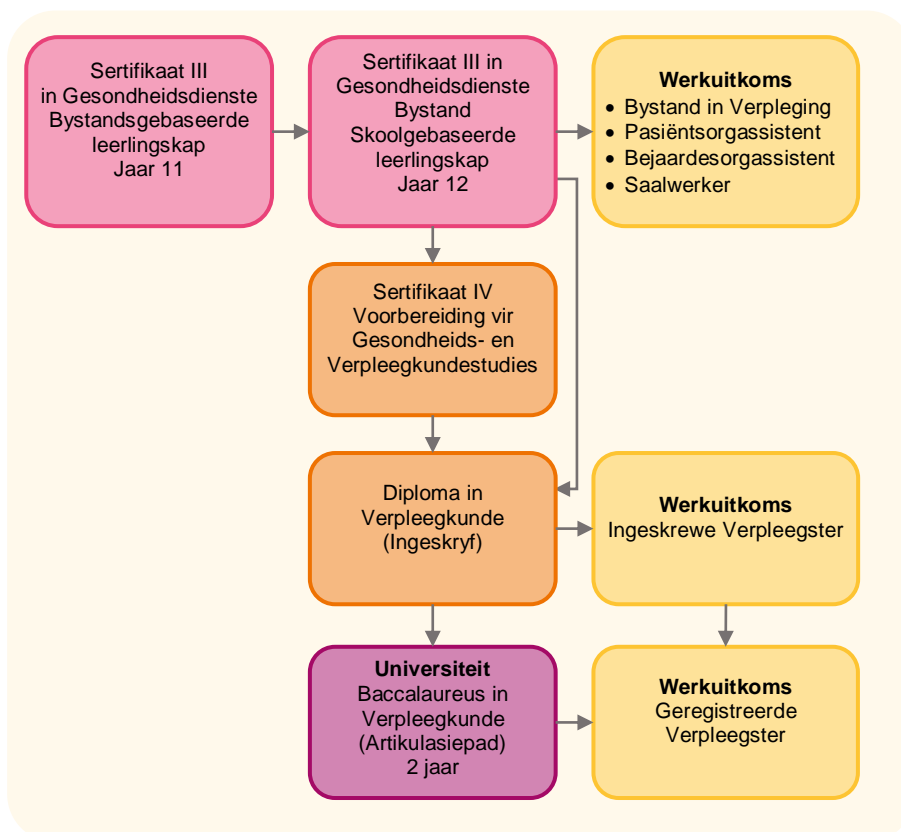 Sertifikaat III
in Gesondheidsdienste
Bystandsgebaseerde
leerlingskap
Jaar 11
Sertifikaat III in
Gesondheidsdienste
Bystand
Skoolgebaseerde
leerlingskap
Jaar 12
Werkuitkoms
• Bystand in Verpleging
• Pasiëntsorgassistent
• Bejaardesorgassistent
• Saalwerker
Sertifikaat IV
Voorbereiding vir
Gesondheids- en
Verpleegkundestudies
Diploma in
Verpleegkunde
(Ingeskryf)
Werkuitkoms
Ingeskrewe Verpleegster
Universiteit
Baccalaureus in
Verpleegkunde
(Artikulasiepad)
2 jaar
Werkuitkoms
Geregistreerde
Verpleegster